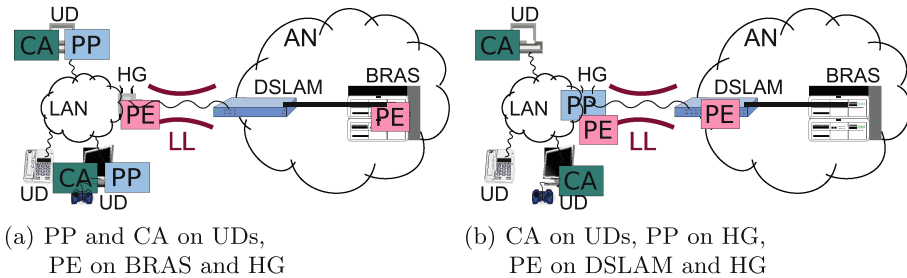 UD
CA PP
HG
LAN
PE
LL
UD
CA PP
UD
AN
DSLAM
BRAS
PE
(a) PP and CA on UDs,
PE on BRAS and HG
UD
CA
HG
LAN
PP
PE
LL
UD
CA
UD
AN
DSLAM
BRAS
PE
(b) CA on UDs, PP on HG,
PE on DSLAM and HG